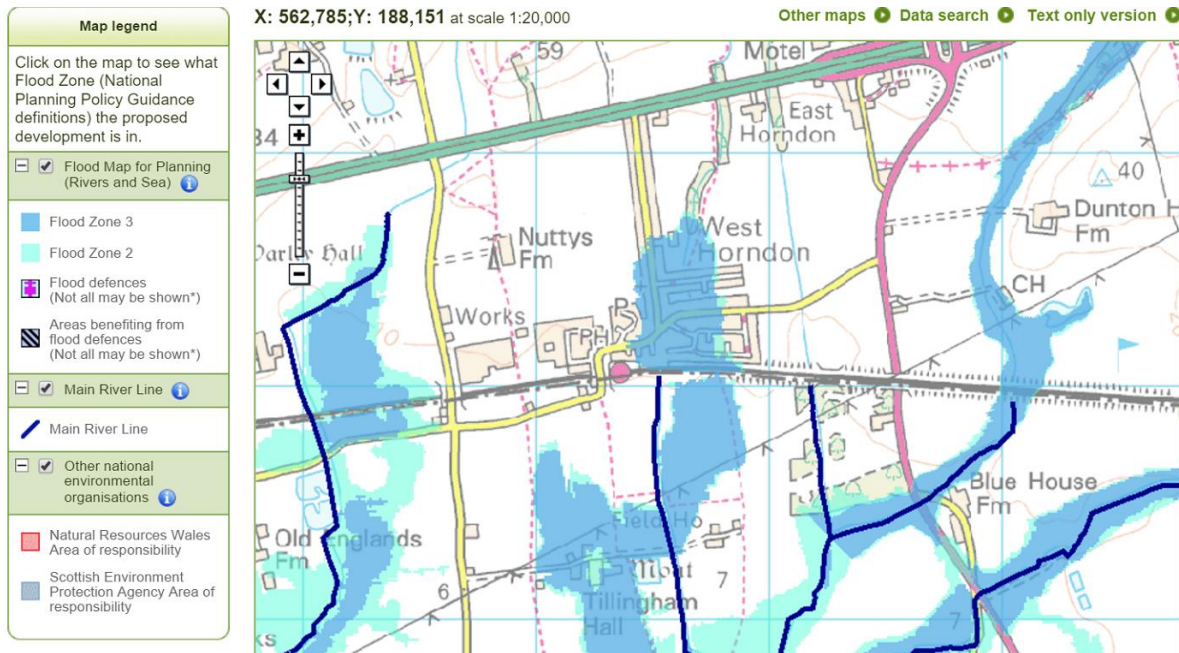 Map legend
Click on the map to see what
Flood Zone (National
Planning Policy Guidance
definitions) the proposed
development is in.
Flood Map for Planning
(Rivers and Sea)
Flood Zone 3
Flood Zone 2
Flood defences
(Not all may be shown*)
Areas benefiting from
flood defences
(Not all may be shown*)
Main River Line
Main River Line
Other national
environmental
organisations
Natural Resources Wales
Area of responsibility
Scottish Environment
Protection Agency Area of
responsibility
X: 562,785;Y: 188,151 at scale 1:20,000
Other maps
Data search
Text only version
59
Motel
34
East
Horndon
40
Dunton H
Fm
Nuttys
Fm
West
Horndon
Hall
CH
Works
PH
Blue House
Fm
Old Englands
Fm
Field Ho
Moat
6
7
Tillingham
Hall
7
ks